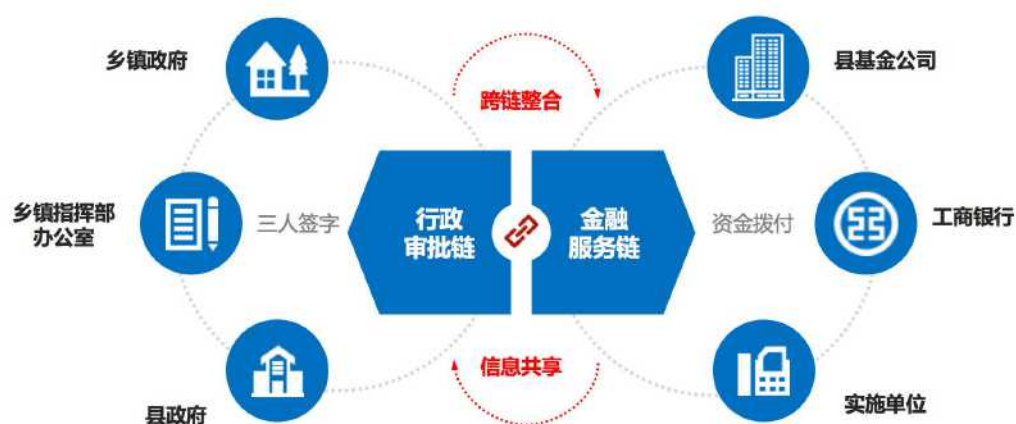 乡镇政府
县基金公司
跨链整合
乡镇指挥部
办公室
三人签字
行政
审批链
金融
服务链
资金拨付
工商银行
信息共享
县政府
实施单位